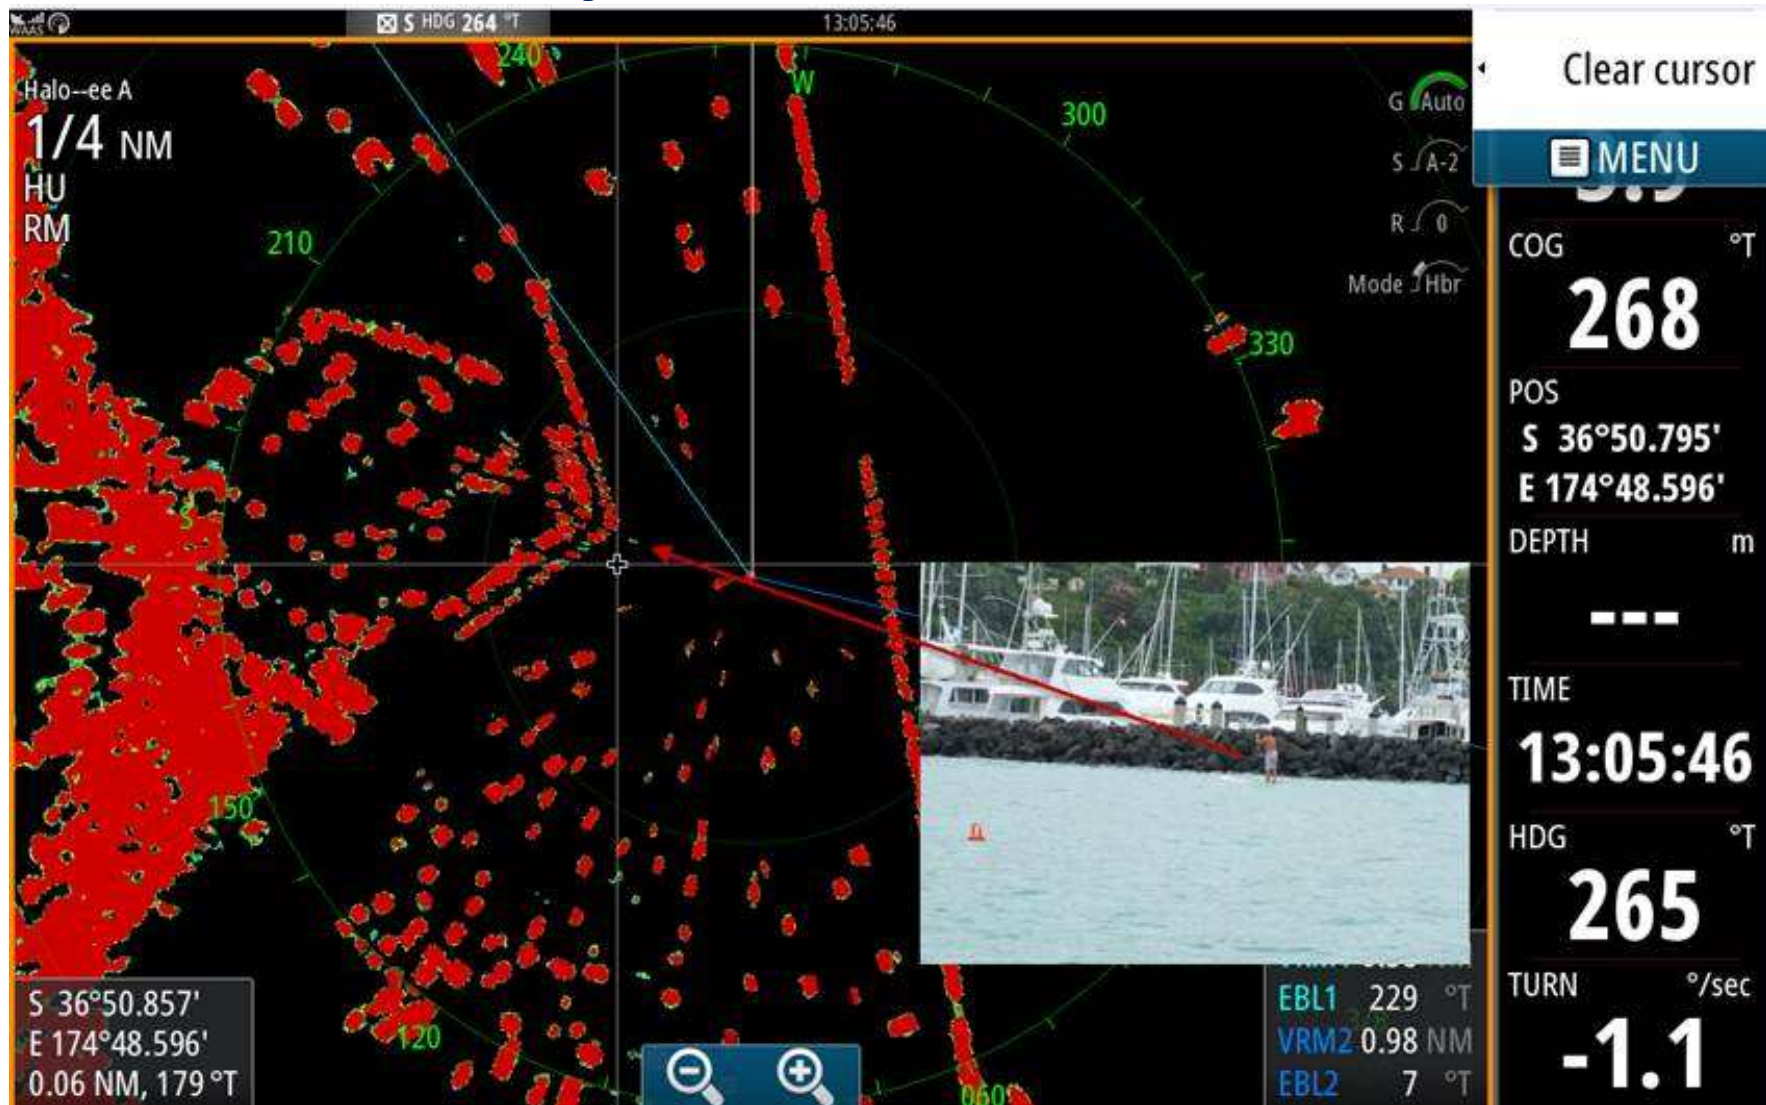 WAAS
S HDG 264 °T
13:05:46
Clear cursor
MENU
Halo--ee A
1/4 NM
HU
RM
G Auto
S A-2
R 0
Mode Hbr
240
W
300
210
330
S
150
120
060
COG °T
268
POS
S 36°50.795'
E 174°48.596'
DEPTH m
---
TIME
13:05:46
HDG °T
265
TURN °/sec
-1.1
S 36°50.857'
E 174°48.596'
0.06 NM, 179 °T
EBL1 229 °T
VRM2 0.98 NM
EBL2 7 °T